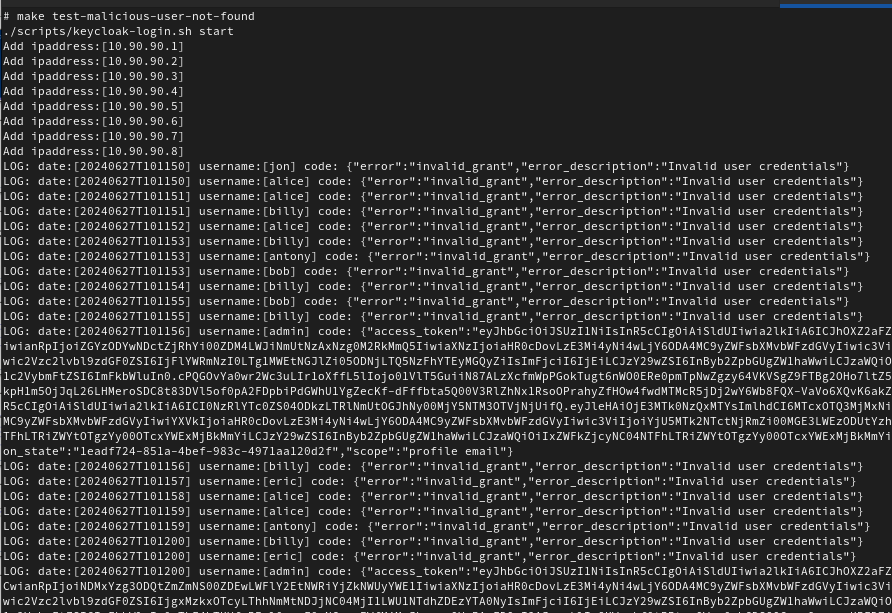 # make test-malicious-user-not-found
./scripts/keycloak-login.sh start
Add ipaddress:[10.90.90.1]
Add ipaddress:[10.90.90.2]
Add ipaddress:[10.90.90.3]
Add ipaddress:[10.90.90.4]
Add ipaddress:[10.90.90.5]
Add ipaddress:[10.90.90.6]
Add ipaddress:[10.90.90.7]
Add ipaddress:[10.90.90.8]
LOG: date:[20240627T101150] username:[jon] code: {"error":"invalid_grant","error_description":"Invalid user credentials"}
LOG: date:[20240627T101150] username:[alice] code: {"error":"invalid_grant","error_description":"Invalid user credentials"}
LOG: date:[20240627T101151] username:[alice] code: {"error":"invalid_grant","error_description":"Invalid user credentials"}
LOG: date:[20240627T101151] username:[billy] code: {"error":"invalid_grant","error_description":"Invalid user credentials"}
LOG: date:[20240627T101152] username:[alice] code: {"error":"invalid_grant","error_description":"Invalid user credentials"}
LOG: date:[20240627T101153] username:[billy] code: {"error":"invalid_grant","error_description":"Invalid user credentials"}
LOG: date:[20240627T101153] username:[antony] code: {"error":"invalid_grant","error_description":"Invalid user credentials"}
LOG: date:[20240627T101153] username:[bob] code: {"error":"invalid_grant","error_description":"Invalid user credentials"}
LOG: date:[20240627T101154] username:[billy] code: {"error":"invalid_grant","error_description":"Invalid user credentials"}
LOG: date:[20240627T101155] username:[bob] code: {"error":"invalid_grant","error_description":"Invalid user credentials"}
LOG: date:[20240627T101155] username:[billy] code: {"error":"invalid_grant","error_description":"Invalid user credentials"}
LOG: date:[20240627T101156] username:[admin] code: {"access_token":"eyJhbGciOiJSUzI1NiIsInR5cCIgOiAiSldUIiwia2lkIiA6ICJhOXZ2aFZ
on_state":"1eadf724-851a-4bef-983c-4971aa120d2f","scope":"profile email"}
LOG: date:[20240627T101156] username:[billy] code: {"error":"invalid_grant","error_description":"Invalid user credentials"}
LOG: date:[20240627T101157] username:[eric] code: {"error":"invalid_grant","error_description":"Invalid user credentials"}
LOG: date:[20240627T101158] username:[alice] code: {"error":"invalid_grant","error_description":"Invalid user credentials"}
LOG: date:[20240627T101159] username:[alice] code: {"error":"invalid_grant","error_description":"Invalid user credentials"}
LOG: date:[20240627T101159] username:[antony] code: {"error":"invalid_grant","error_description":"Invalid user credentials"}
LOG: date:[20240627T101200] username:[billy] code: {"error":"invalid_grant","error_description":"Invalid user credentials"}
LOG: date:[20240627T101200] username:[eric] code: {"error":"invalid_grant","error_description":"Invalid user credentials"}
LOG: date:[20240627T101200] username:[admin] code: {"access_token":"eyJhbGciOiJSUzI1NiIsInR5cCIgOiAiSldUIiwia2lkIiA6ICJhOXZ2aFZ